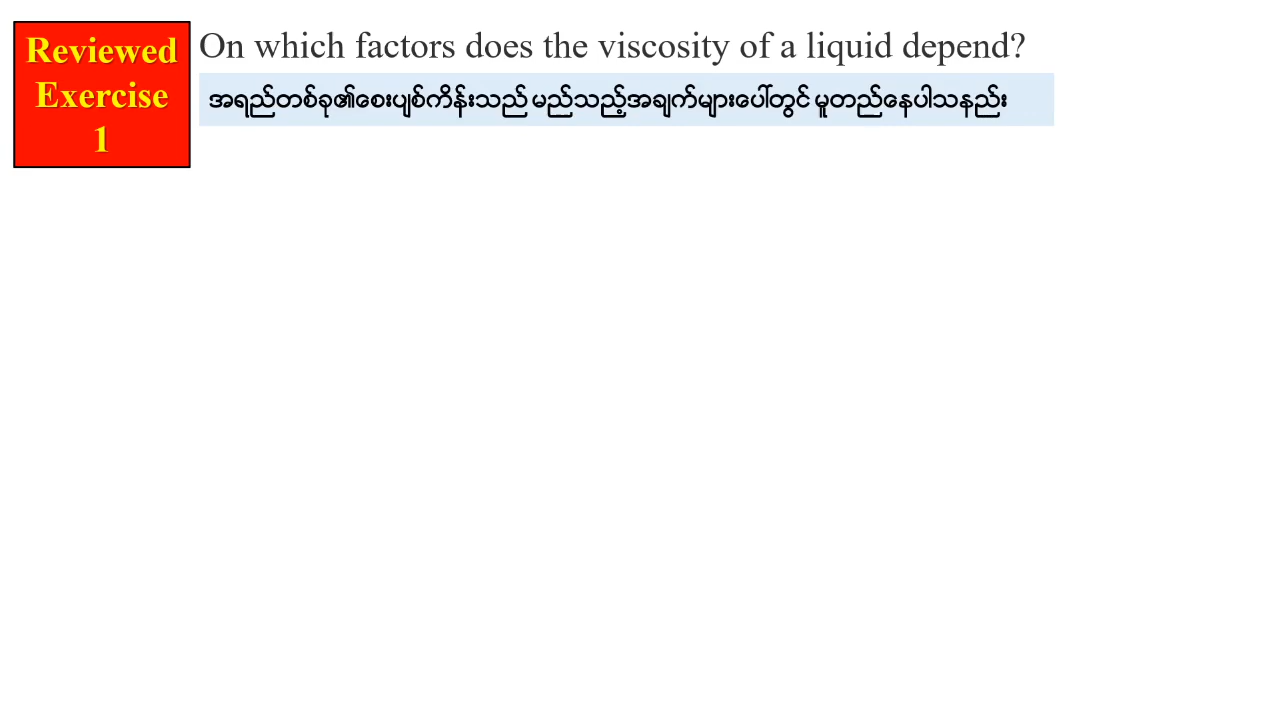 Reviewed
Exercise
1
On which factors does the viscosity of a liquid depend?
အရည်တစ်ခု၏စေးပျစ်ကိန်းသည် မည်သည့်အချက်များပေါ်တွင် မူတည်နေပါသနည်း